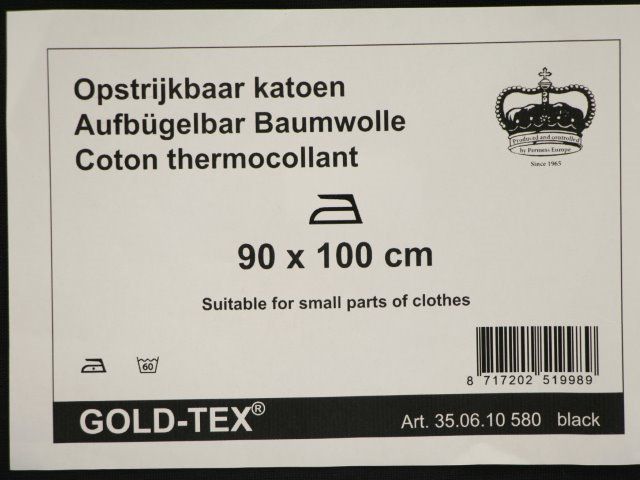 Opstrijkbaar katoen
Aufbügelbar Baumwolle
Coton thermocollant
Produced and controlled
by Permess Europe
Since 1965
90 x 100 cm
Suitable for small parts of clothes
60
8 717202 519989
GOLD-TEX®
Art. 35.06.10 580 black